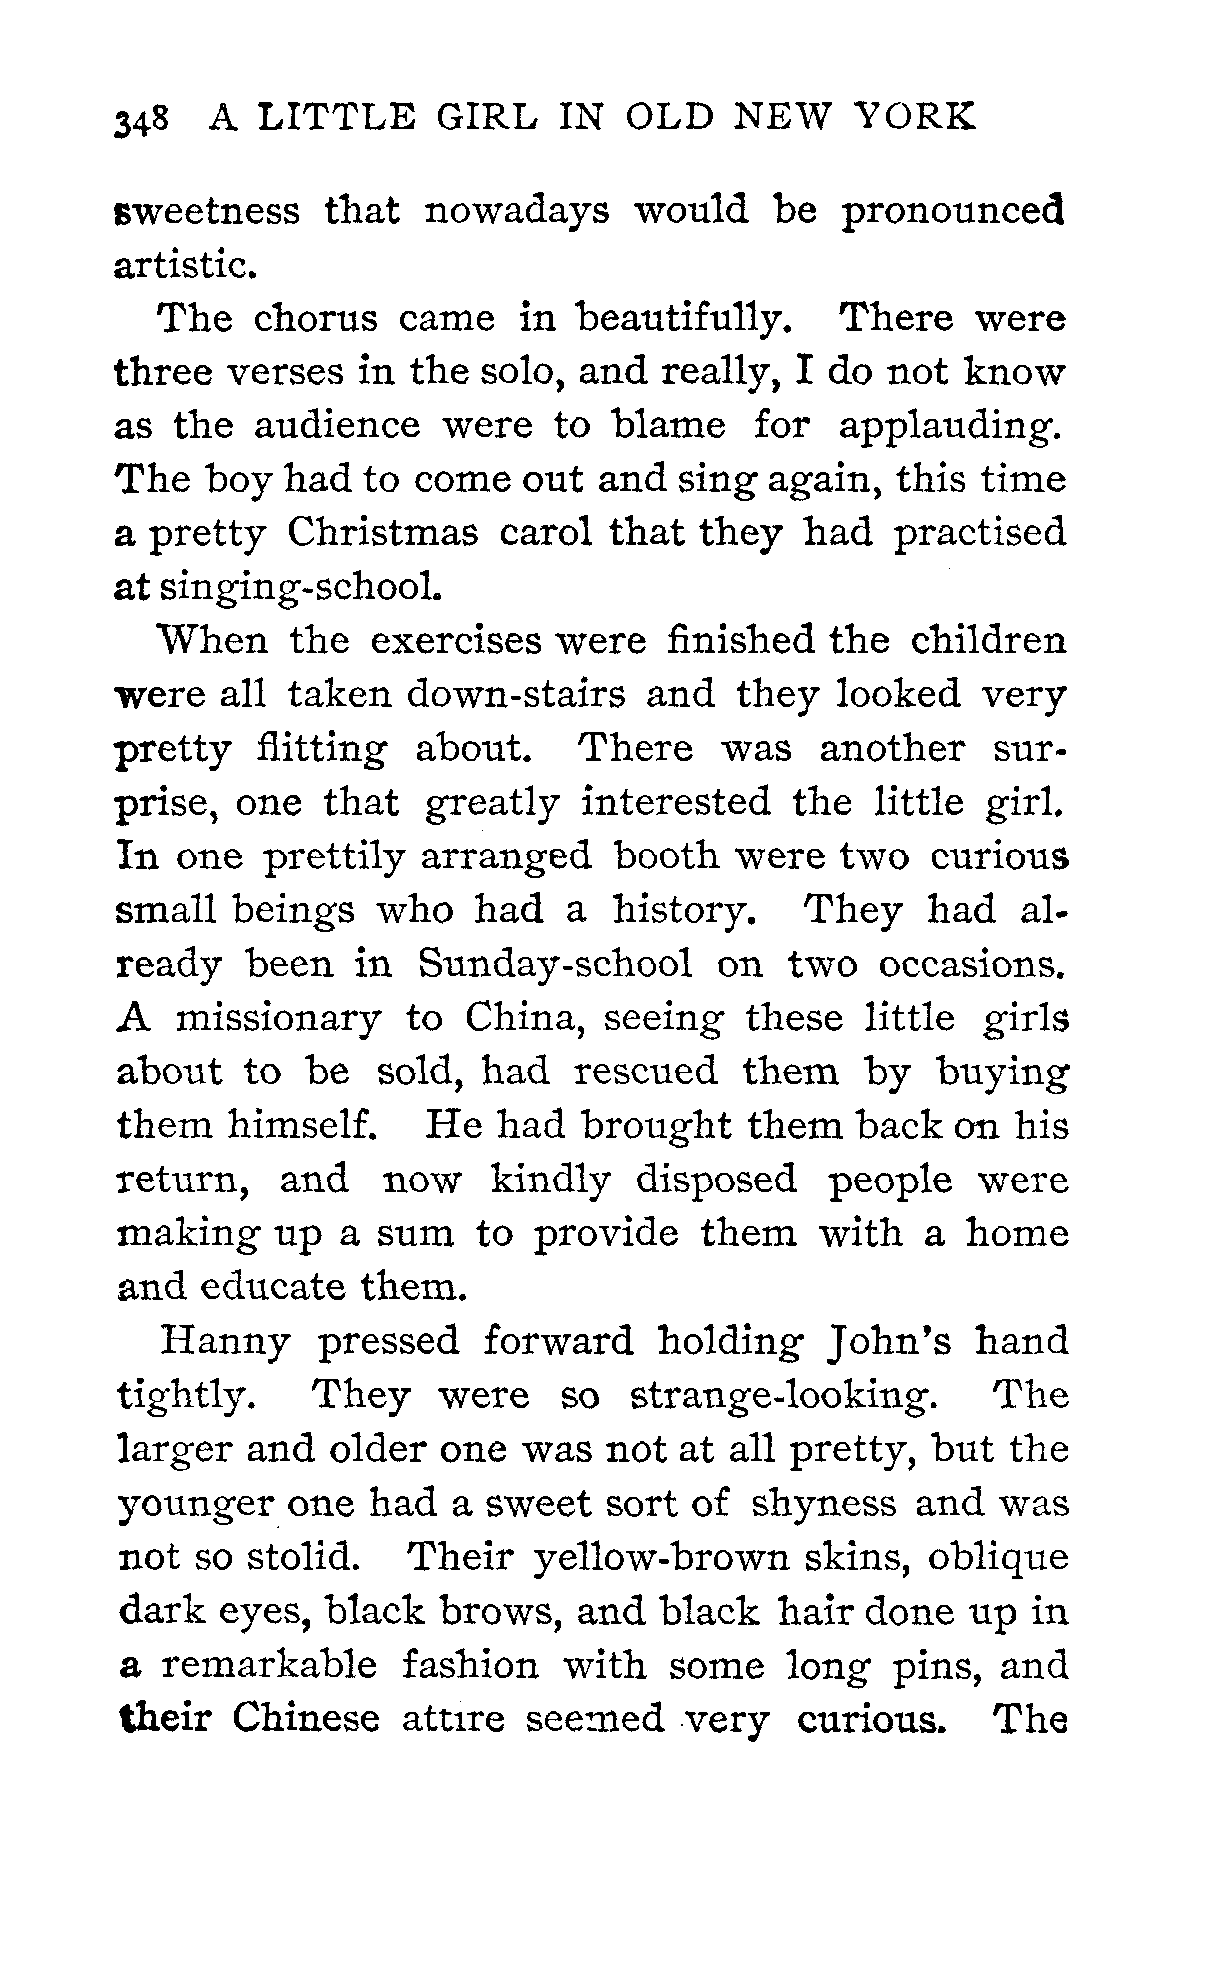 348 A LITTLE GIRL IN OLD NEW YORK
sweetness that nowadays would be pronounced
artistic.
The chorus came in beautifully. There were
three verses in the solo, and really, I do not know
as the audience were to blame for applauding.
The boy had to come out and sing again, this time
a pretty Christmas carol that they had practised
at singing-school.
When the exercises were finished the children
were all taken down-stairs and they looked very
pretty flitting about. There was another sur-
prise, one that greatly interested the little girl.
In one prettily arranged booth were two curious
small beings who had a history. They had al-
ready been in Sunday-school on two occasions.
A missionary to China, seeing these little girls
about to be sold, had rescued them by buying
them himself. He had brought them back on his
return, and now kindly disposed people were
making up a sum to provide them with a home
and educate them.
Hanny pressed forward holding John's hand
tightly. They were so strange-looking. The
larger and older one was not at all pretty, but the
younger one had a sweet sort of shyness and was
not so stolid. Their yellow-brown skins, oblique
dark eyes, black brows, and black hair done up in
a remarkable fashion with some long pins, and
their Chinese attire seemed very curious. The